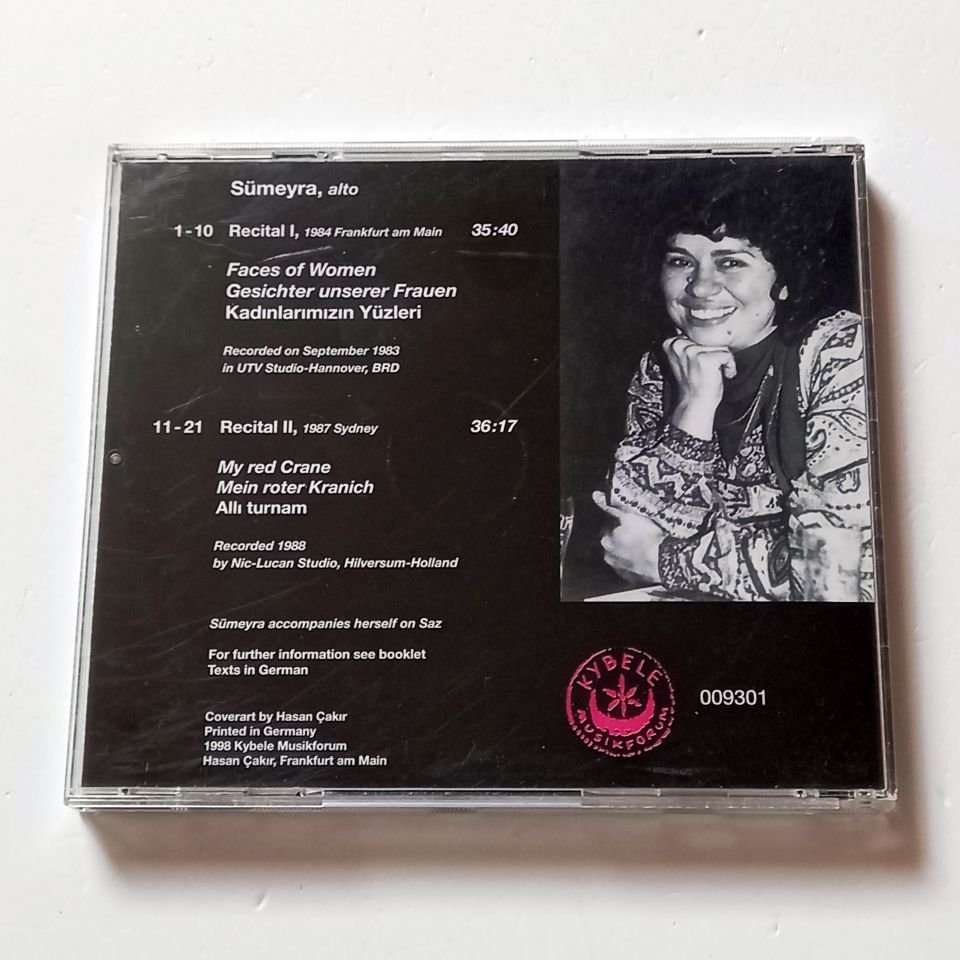 Sümeyra, alto
1-10 Recital I, 1984 Frankfurt am Main 35:40
Faces of Women
Gesichter unserer Frauen
Kadınlarımızın Yüzleri
Recorded on September 1983
in UTV Studio-Hannover, BRD
11-21 Recital II, 1987 Sydney 36:17
My red Crane
Mein roter Kranich
Allı turnam
Recorded 1988
by Nic-Lucan Studio, Hilversum-Holland
Sümeyra accompanies herself on Saz
For further information see booklet
Texts in German
Coverart by Hasan Çakır
Printed in Germany
1998 Kybele Musikforum
Hasan Çakır, Frankfurt am Main
KYBELE
MUSIKFORUM
009301